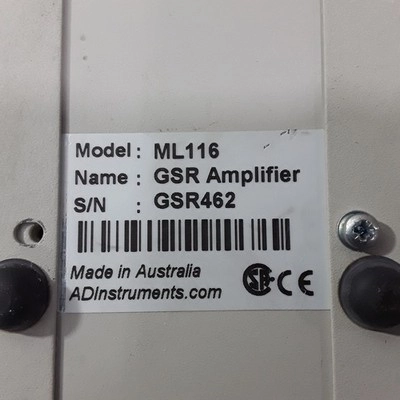 Model : ML116
Name : GSR Amplifier
S/N : GSR462
Made in Australia
ADInstruments.com
CE